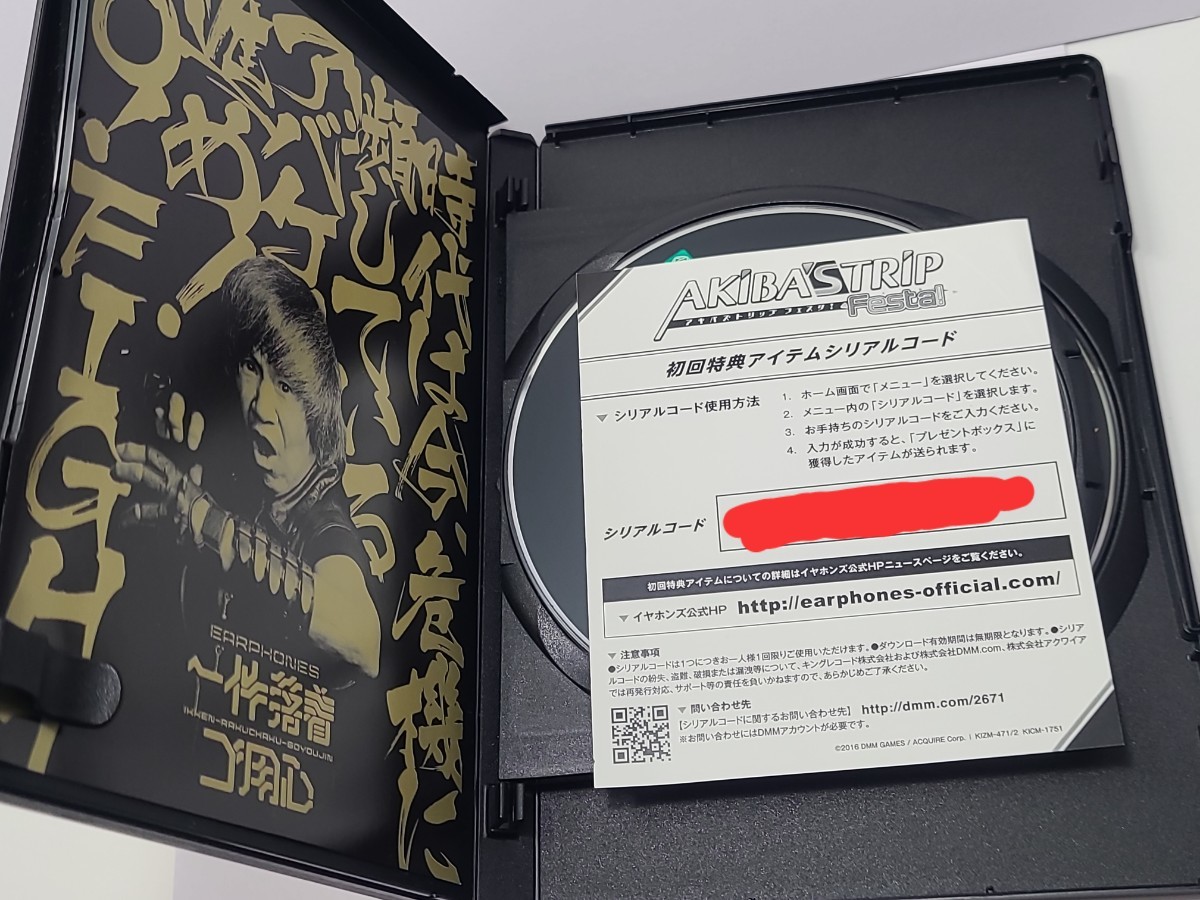 EARPHONES
一件落着
IKKEN-RAKUCHAKU-GOYOUJIN
ゴ用心
AKiBA'STRiP
Festa!
アキバズトリップフェスタ!
初回特典アイテムシリアルコード
▼ シリアルコード使用方法
1. ホーム画面で「メニュー」を選択してください。
2. メニュー内の「シリアルコード」を選択します。
3. お手持ちのシリアルコードをご入力ください。
4. 入力が成功すると、「プレゼントボックス」に
獲得したアイテムが送られます。
シリアルコード
初回特典アイテムについての詳細はイヤホンズ公式HPニュースページをご覧ください。
▼ イヤホンズ公式HP http://earphones-official.com/
▼ 注意事項
●シリアルコードは1つにつきお一人様1回限りご使用いただけます。●ダウンロード有効期間は無期限となります。●シリア
ルコードの紛失、盗難、破損または漏洩等について、キングレコード株式会社および株式会社DMM.com、株式会社アクワイア
では再発行対応、サポート等の責任を負いかねますので、あらかじめご了承ください。
▼ 問い合わせ先
【シリアルコードに関するお問い合わせ先】 http://dmm.com/2671
※お問い合わせにはDMMアカウントが必要です。
©2016 DMM GAMES / ACQUIRE Corp. | KIZM-471/2 KICM-1751